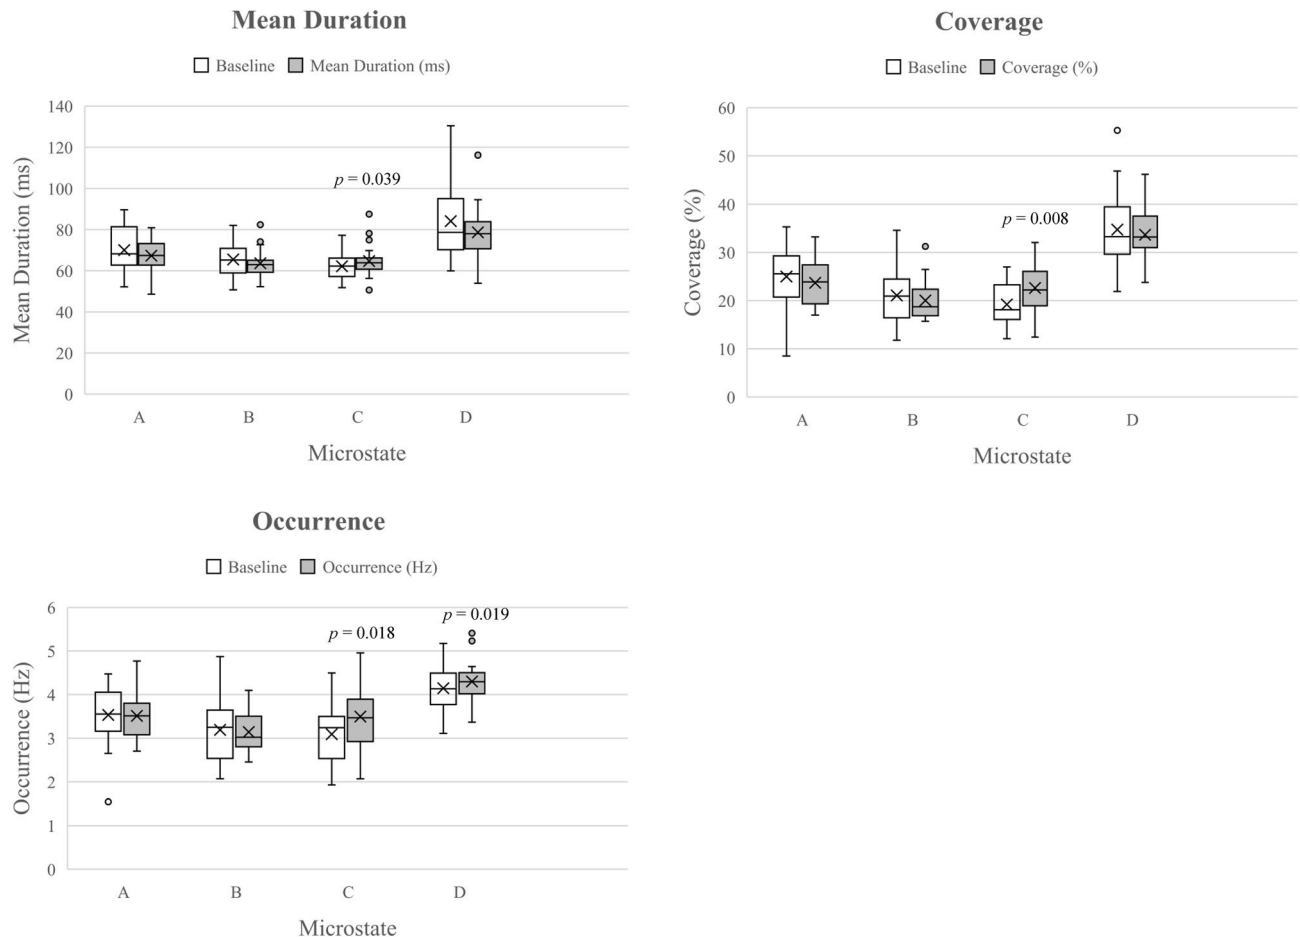 Mean Duration
Baseline Mean Duration (ms)
140
120
100
80
60
40
20
0
Mean Duration (ms)
p = 0.039
A B C D
Microstate
Coverage
Baseline Coverage (%)
60
50
40
30
20
10
0
Coverage (%)
p = 0.008
A B C D
Microstate
Occurrence
Baseline Occurrence (Hz)
6
5
4
3
2
1
0
Occurrence (Hz)
p = 0.018
p = 0.019
A B C D
Microstate